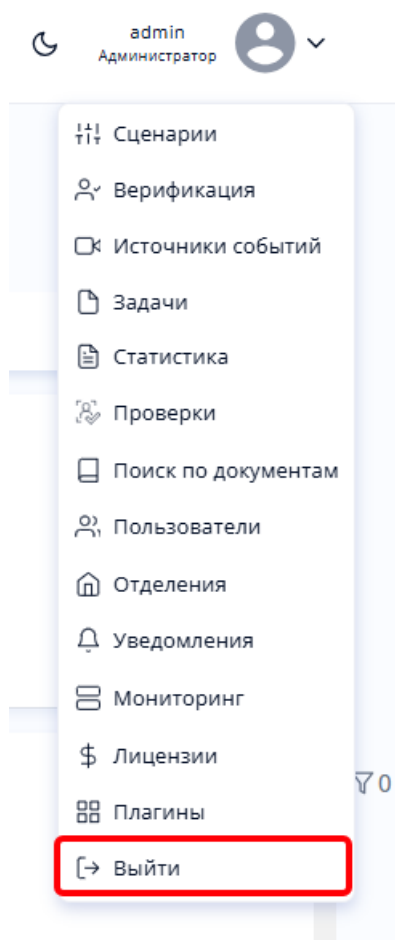 admin
Администратор
Сценарии
Верификация
Источники событий
Задачи
Статистика
Проверки
Поиск по документам
Пользователи
Отделения
Уведомления
Мониторинг
Лицензии
0
Плагины
Выйти